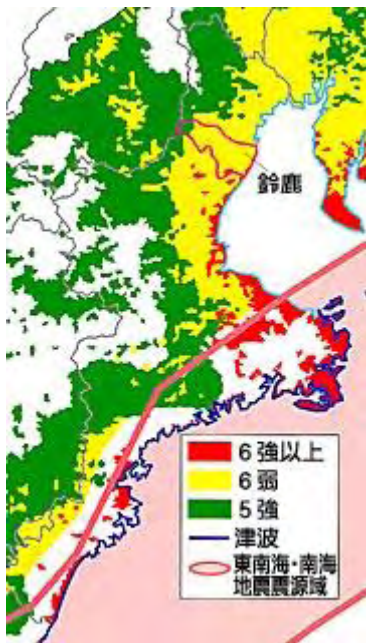 鈴鹿
6強以上
6弱
5強
津波
東南海・南海
地震震源域